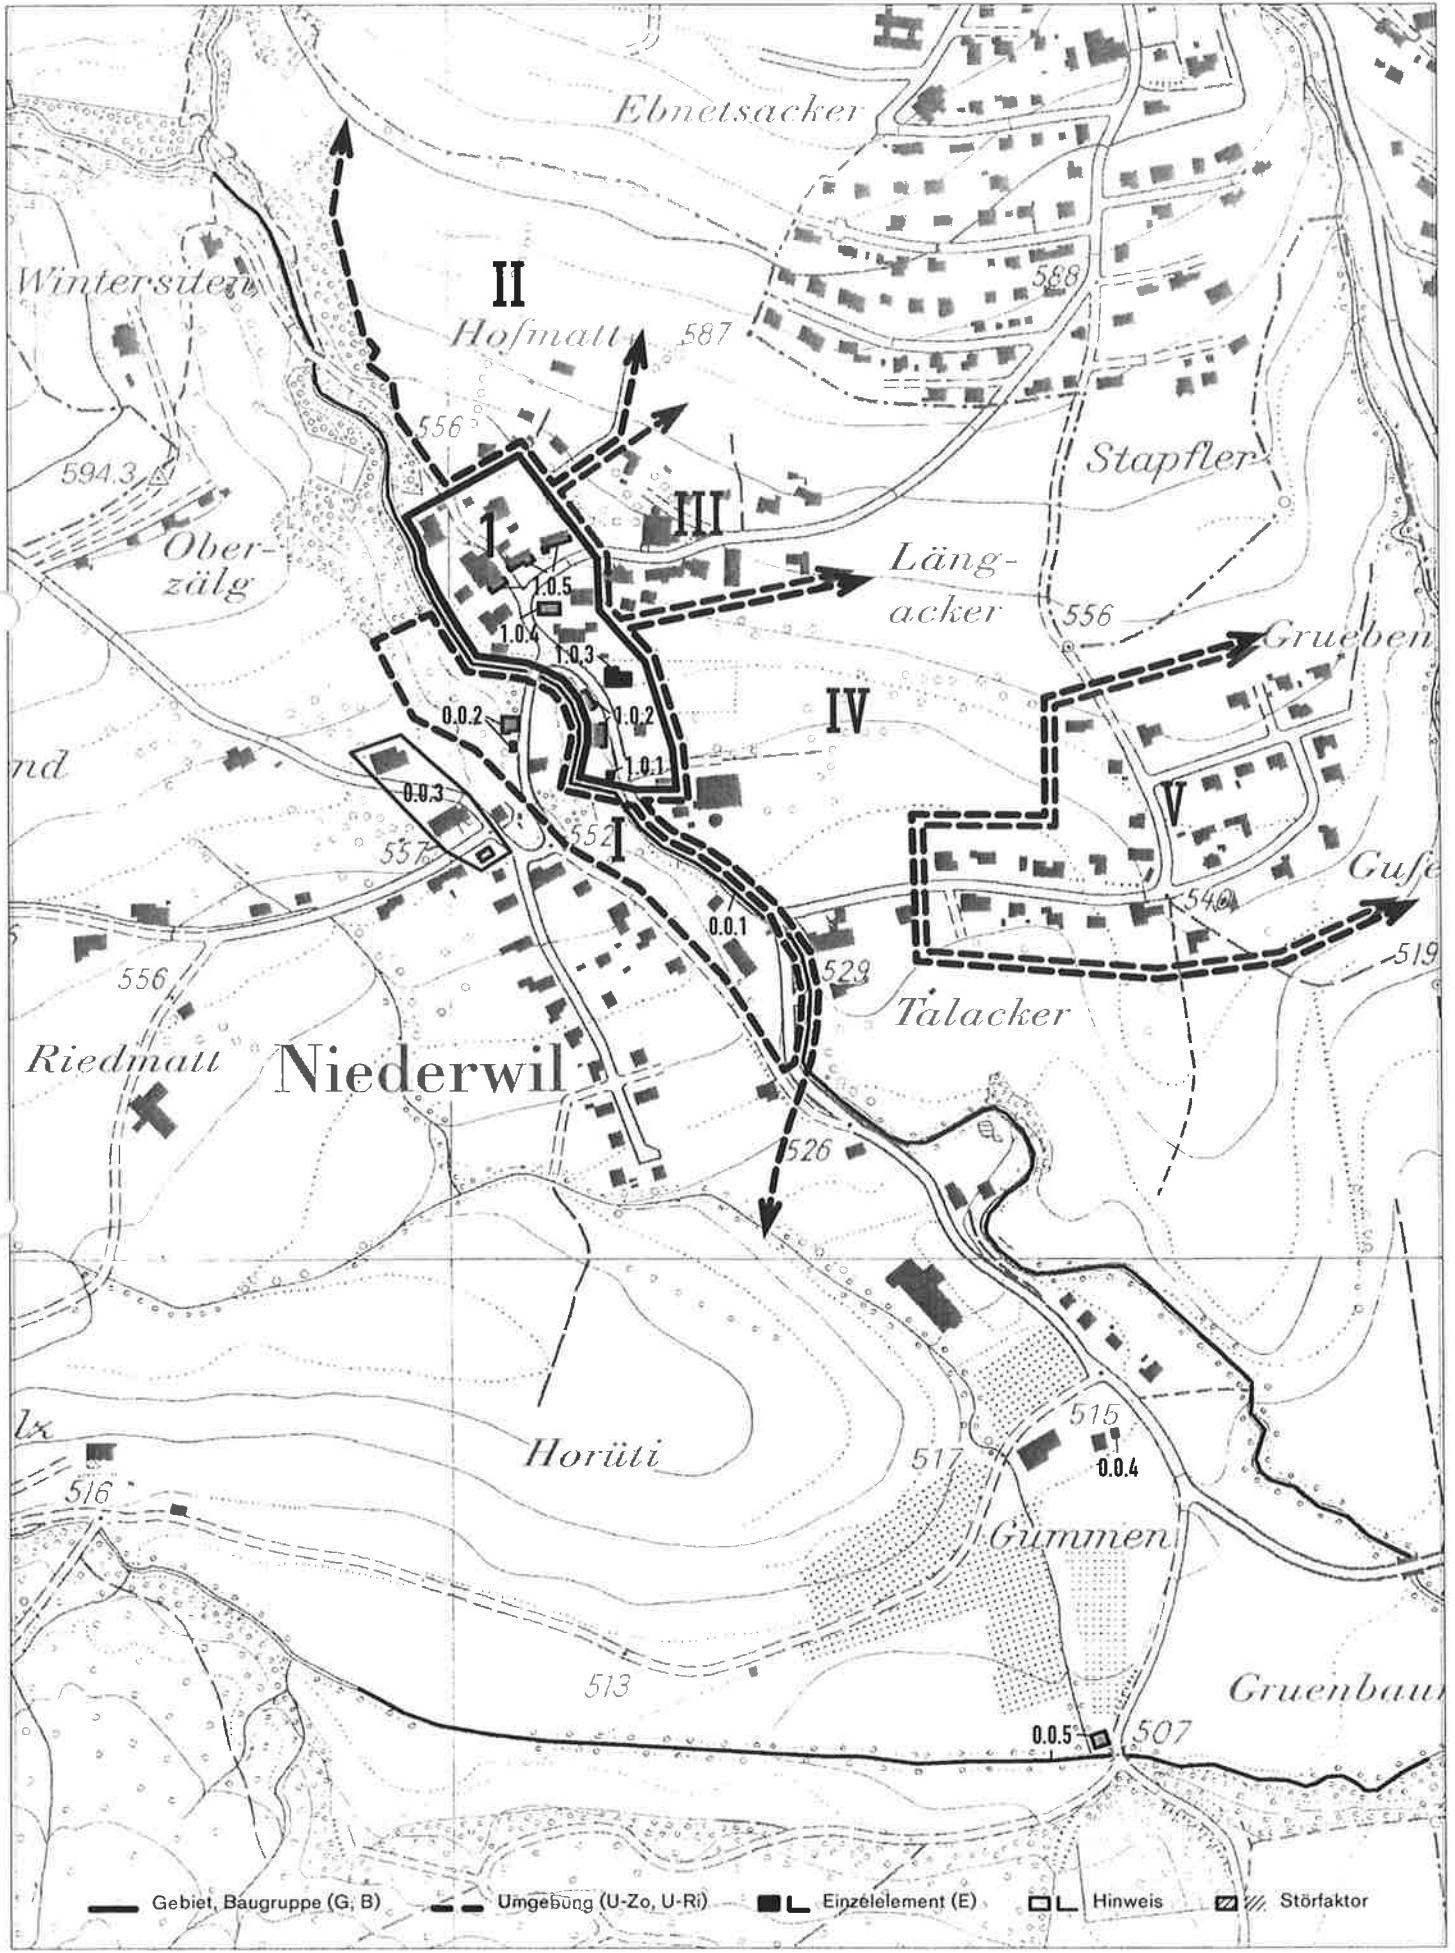 Ebnetsacker
II
Wintersiten
Hofmatt
587
588
556
Stapfler
594.3
III
1
Ober-
zälg
Läng-
acker
1.0.5
1.0.4
556
1.0.3
Grueben
IV
0.0.2
1.0.2
nd
1.0.1
0.0.3
V
552
I
557
Gufe
540
0.0.1
529
519
556
Talacker
Riedmatt
Niederwil
526
515
Horüti
517
0.0.4
516
Gummen
513
Gruenbau
0.0.5
507
Gebiet, Baugruppe (G, B)
Umgebung (U-Zo, U-Ri)
Einzelelement (E)
Hinweis
Störfaktor